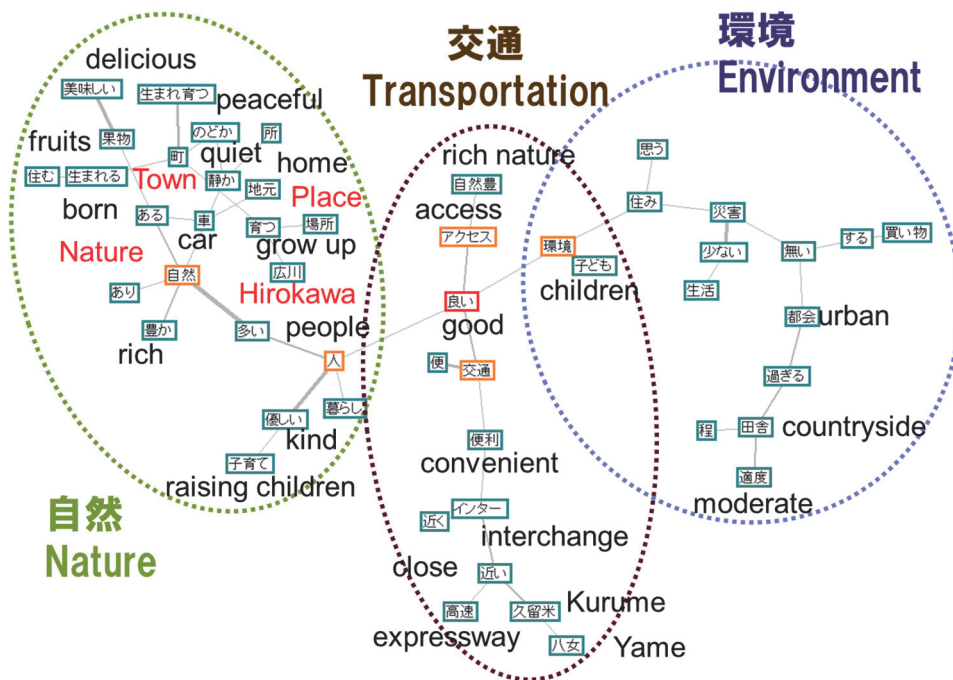 交通
Transportation
環境
Environment
自然
Nature
delicious
美味しい
生まれ育つ
peaceful
のどか
所
fruits
果物
町
quiet
home
住む
生まれる
Town
静か
地元
Place
born
ある
車
育つ
場所
car
grow up
Nature
自然
広川
Hirokawa
あり
豊か
rich
多い
people
人
優しい
暮らし
kind
子育て
raising children
rich nature
自然豊
access
アクセス
良い
good
便
交通
便利
convenient
インター
近く
interchange
close
近い
高速
久留米
Kurume
expressway
八女
Yame
思う
住み
災害
環境
子ども
children
少ない
無い
する
買い物
生活
都会
urban
過ぎる
程
田舎
countryside
適度
moderate